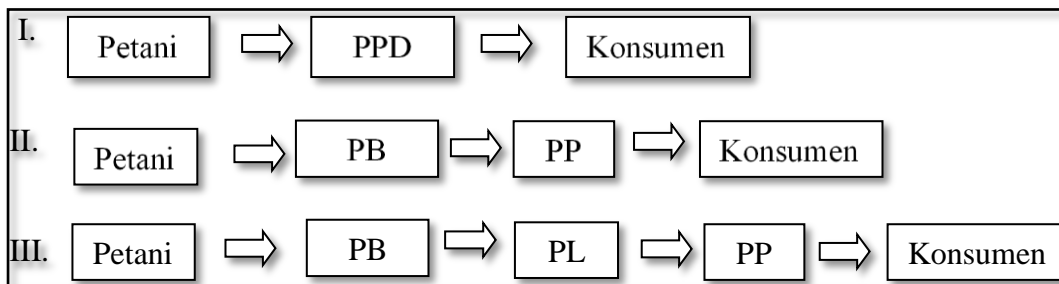 I. Petani PPD Konsumen
II. Petani PB PP Konsumen
III. Petani PB PL PP Konsumen